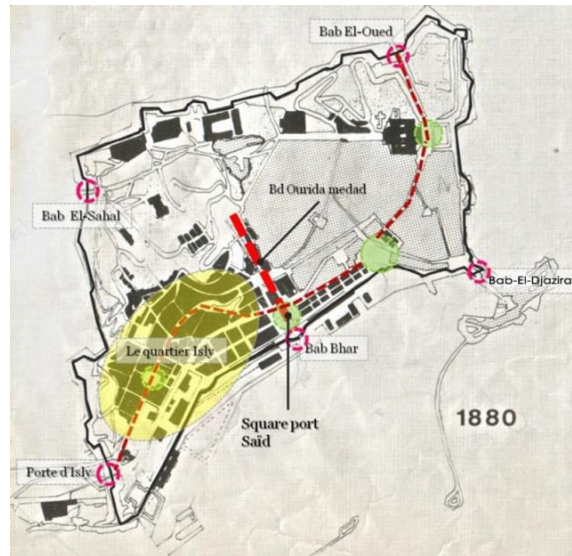 Bab El-Oued
Bd Ourida medad
Bab El-Sahal
Bab-El-Djazira
Le quartier Isly
Bab Bhar
Square port
Saïd
1880
Porte d'Isly